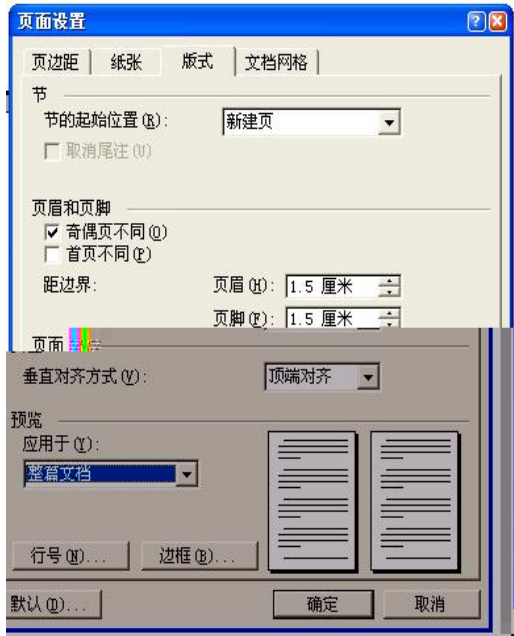 页面设置
页边距 纸张 版式 文档网格
节
节的起始位置(R): 新建页
取消尾注(U)
页眉和页脚
奇偶页不同(O)
首页不同(P)
距边界: 页眉(H): 1.5 厘米
页脚(F): 1.5 厘米
页面
垂直对齐方式(V): 顶端对齐
预览
应用于(Y):
整篇文档
行号(N)... 边框(B)...
默认(D)... 确定 取消